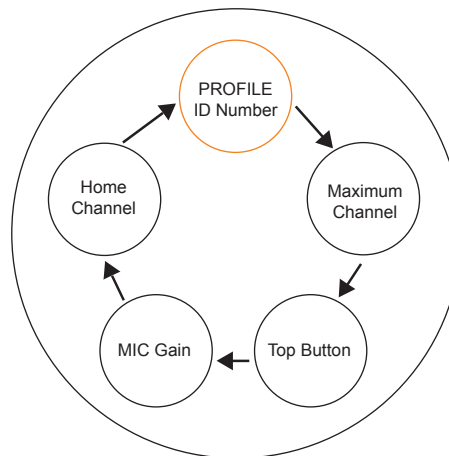 PROFILE
ID Number
Maximum
Channel
Top Button
MIC Gain
Home
Channel